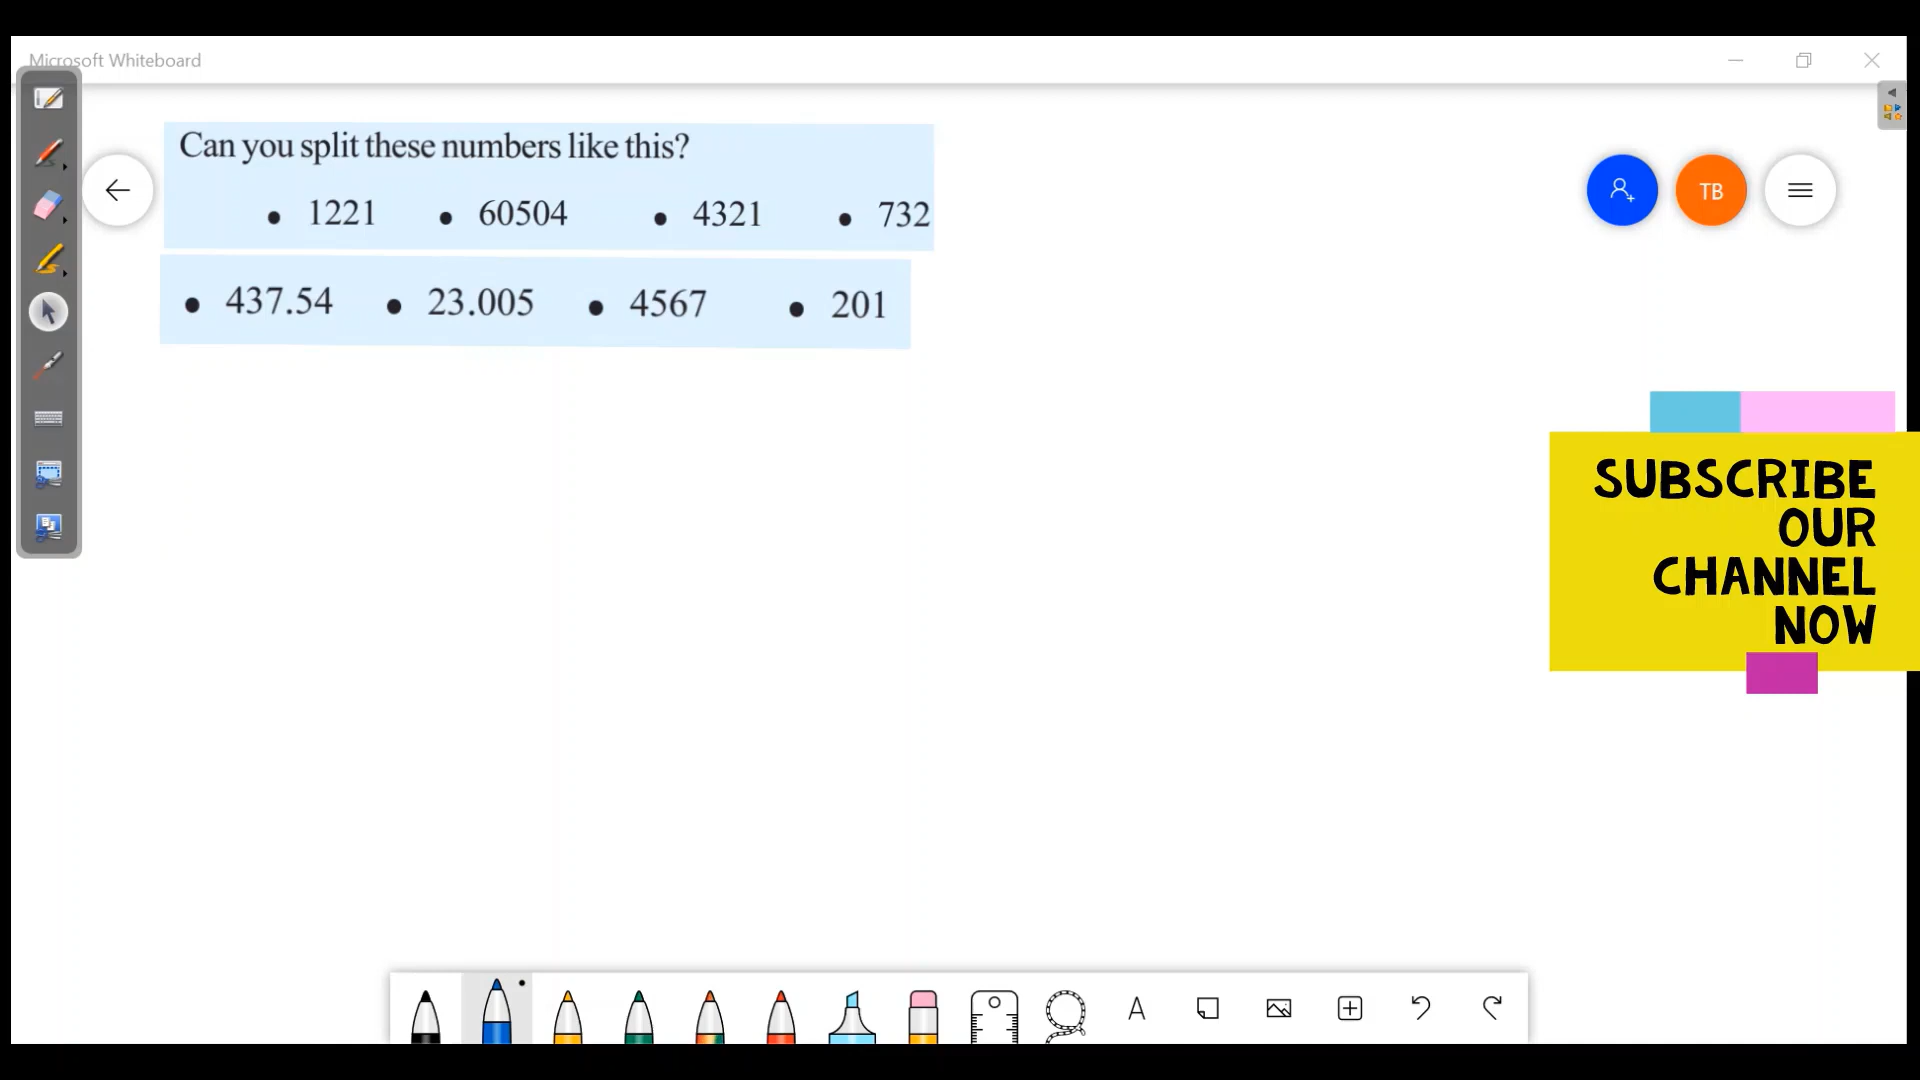 Microsoft Whiteboard
Can you split these numbers like this?
• 1221 • 60504 • 4321 • 732
• 437.54 • 23.005 • 4567 • 201
TB
SUBSCRIBE
OUR
CHANNEL
NOW
A